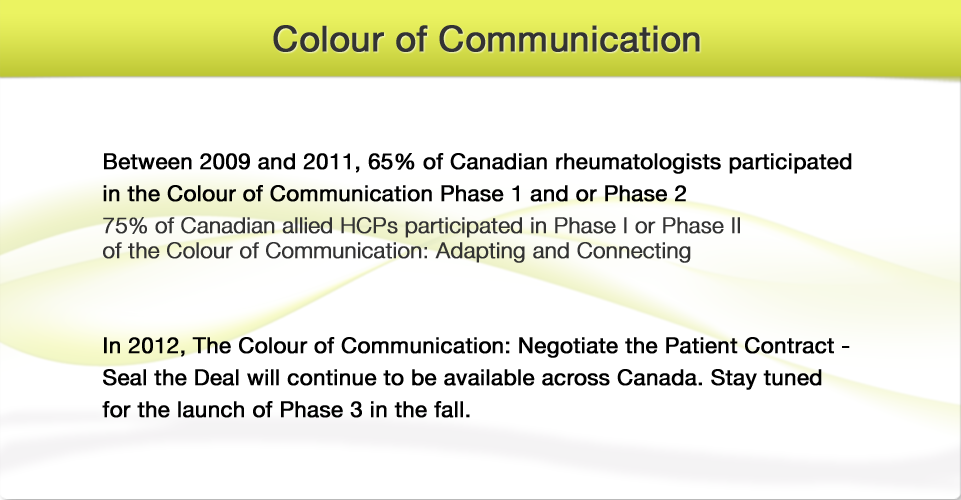 Colour of Communication
Between 2009 and 2011, 65% of Canadian rheumatologists participated
in the Colour of Communication Phase 1 and or Phase 2
75% of Canadian allied HCPs participated in Phase I or Phase II
of the Colour of Communication: Adapting and Connecting
In 2012, The Colour of Communication: Negotiate the Patient Contract -
Seal the Deal will continue to be available across Canada. Stay tuned
for the launch of Phase 3 in the fall.